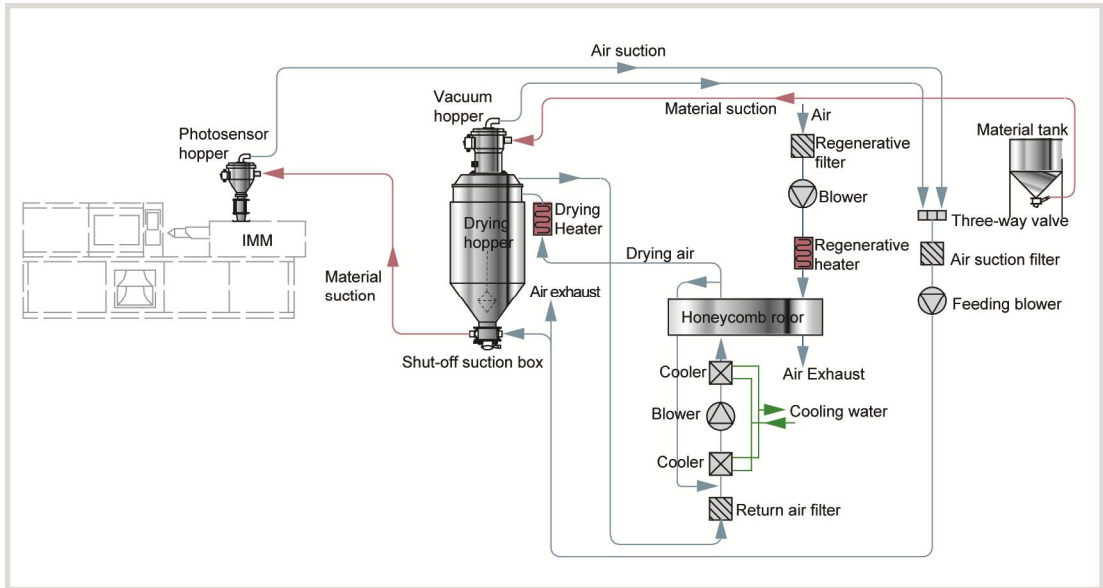 Air suction
Vacuum
hopper
Material suction
Air
Photosensor
hopper
Regenerative
filter
Material tank
Blower
Drying
Heater
Drying
hopper
Three-way valve
IMM
Regenerative
heater
Drying air
Air suction filter
Material
suction
Air exhaust
Feeding blower
Honeycomb rotor
Shut-off suction box
Cooler
Air Exhaust
Blower
Cooling water
Cooler
Return air filter